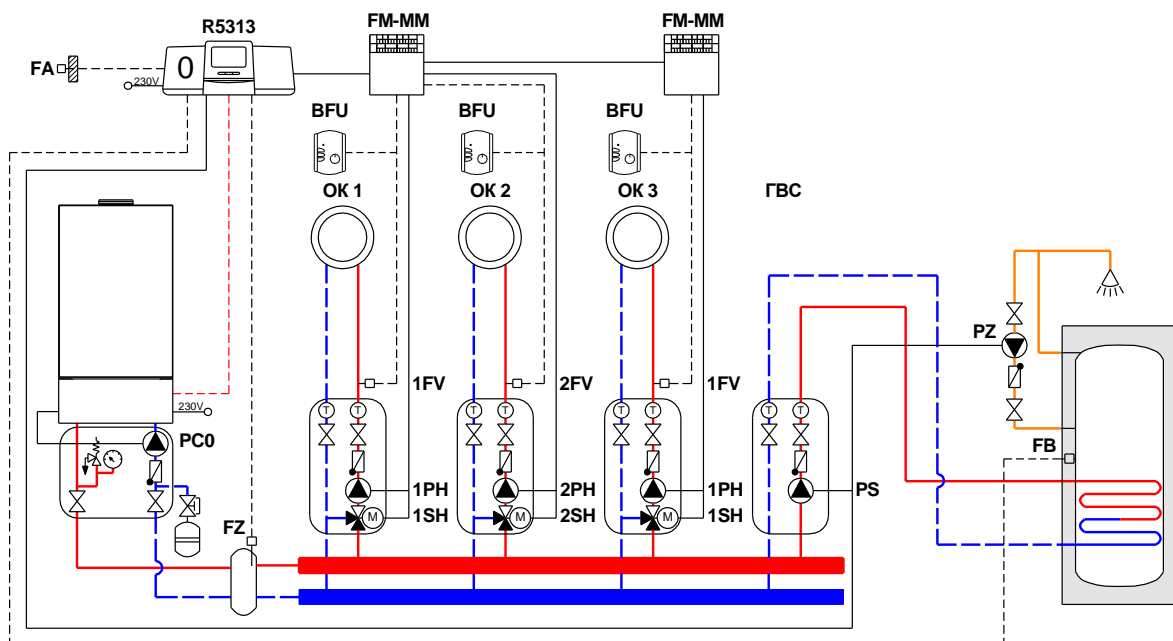 R5313
FM-MM
FM-MM
FA
0
230V
BFU
BFU
BFU
ОК 1
ОК 2
ОК 3
ГВС
PZ
1FV
2FV
1FV
T
T
T
T
T
T
T
T
230V
PC0
FB
1PH
2PH
1PH
PS
FZ
M
1SH
M
2SH
M
1SH